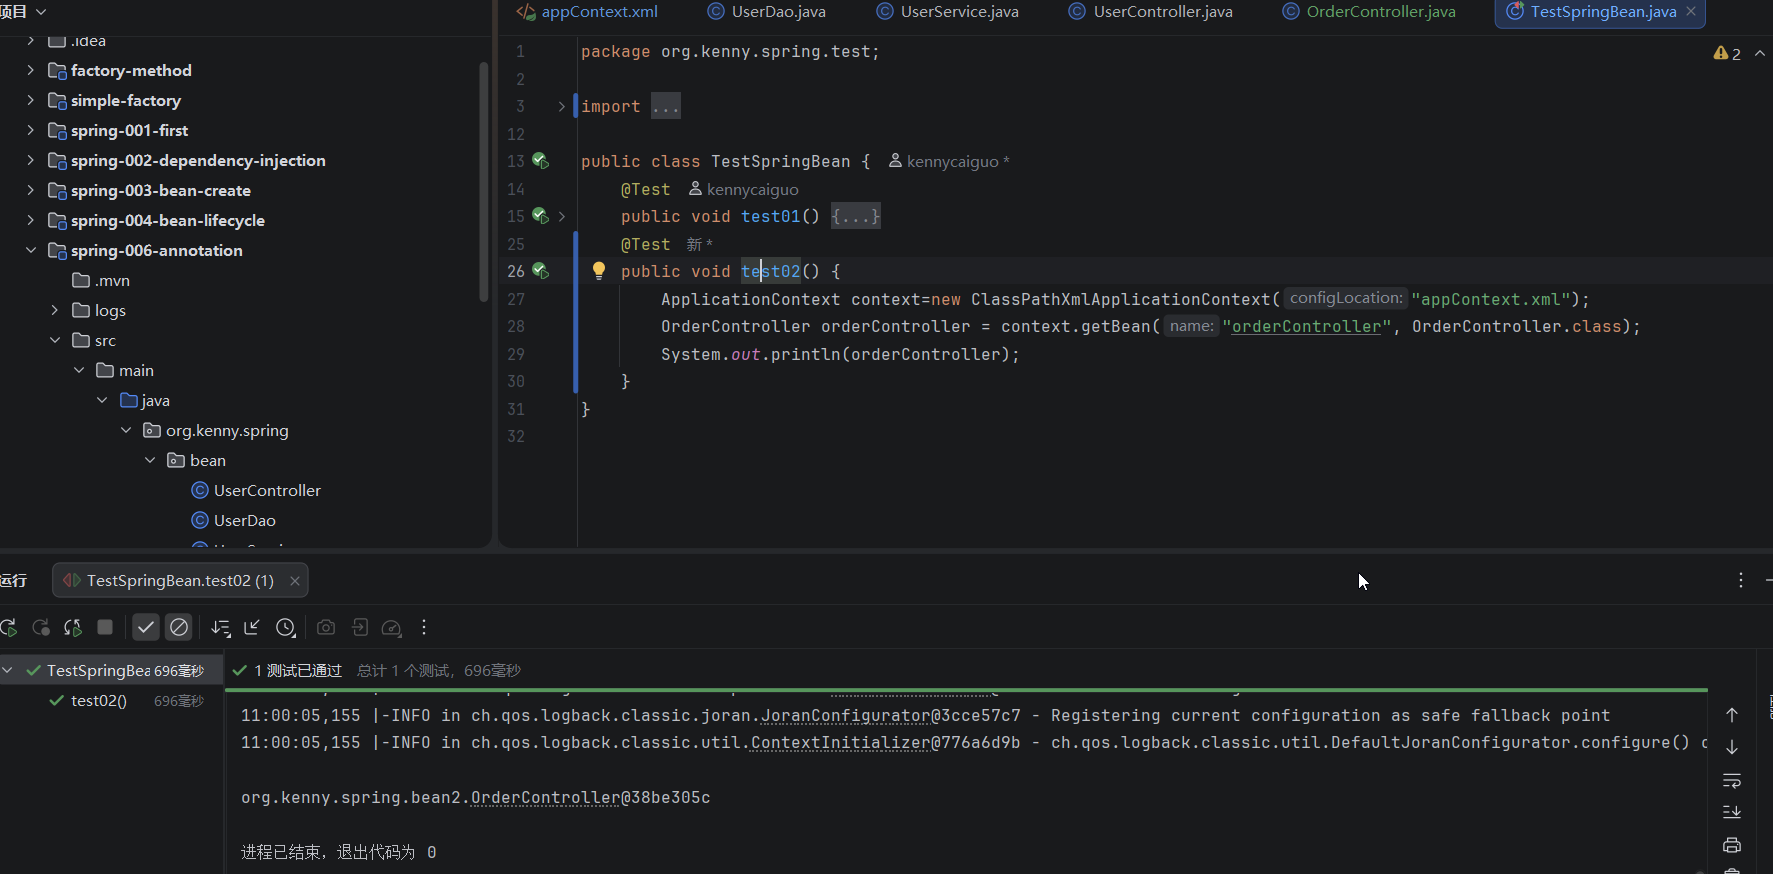 项目
appContext.xml
UserDao.java
UserService.java
UserController.java
OrderController.java
TestSpringBean.java
.idea
factory-method
simple-factory
spring-001-first
spring-002-dependency-injection
spring-003-bean-create
spring-004-bean-lifecycle
spring-006-annotation
.mvn
logs
src
main
java
org.kenny.spring
bean
UserController
UserDao
2
1 package org.kenny.spring.test;
2
3 import ...
12
13 public class TestSpringBean { kennycaiguo *
14 @Test kennycaiguo
15 public void test01() {...}
25 @Test 新 *
26 public void test02() {
27 ApplicationContext context=new ClassPathXmlApplicationContext( configLocation: "appContext.xml");
28 OrderController orderController = context.getBean( name: "orderController", OrderController.class);
29 System.out.println(orderController);
30 }
31 }
32
运行
TestSpringBean.test02 (1)
TestSpringBea 696毫秒
test02() 696毫秒
1 测试已通过 总计 1 个测试, 696毫秒
11:00:05,155 |-INFO in ch.qos.logback.classic.joran.JoranConfigurator@3cce57c7 - Registering current configuration as safe fallback point
11:00:05,155 |-INFO in ch.qos.logback.classic.util.ContextInitializer@776a6d9b - ch.qos.logback.classic.util.DefaultJoranConfigurator.configure()
org.kenny.spring.bean2.OrderController@38be305c
进程已结束，退出代码为 0